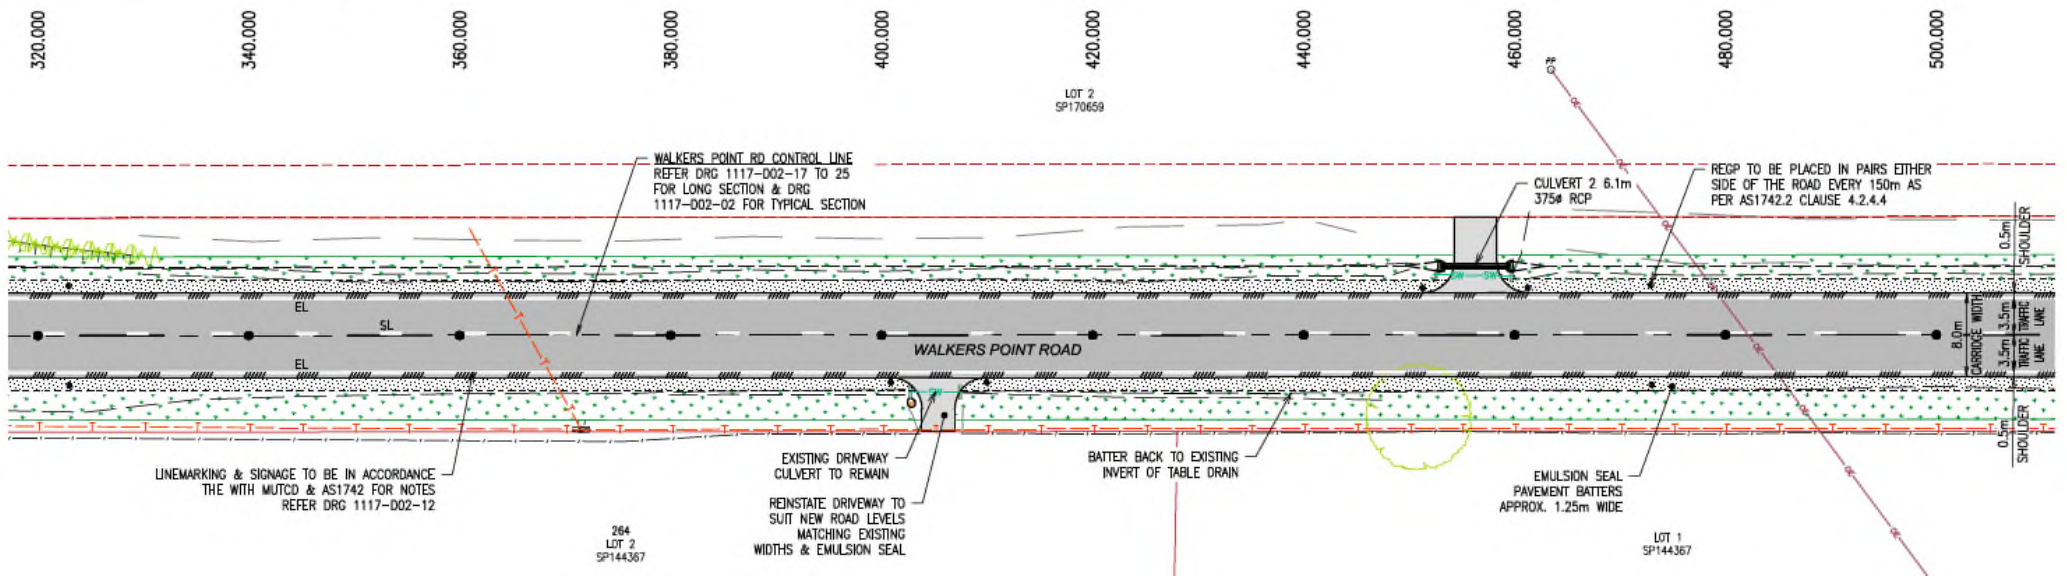 320.000
340.000
360.000
380.000
400.000
420.000
440.000
460.000
480.000
500.000
LOT 2
SP170659
PP
WALKERS POINT RD CONTROL LINE
REFER DRG 1117-D02-17 TO 25
FOR LONG SECTION & DRG
1117-D02-02 FOR TYPICAL SECTION
CULVERT 2 6.1m
375ø RCP
REGP TO BE PLACED IN PAIRS EITHER
SIDE OF THE ROAD EVERY 150m AS
PER AS1742.2 CLAUSE 4.2.4.4
0.5m
SHOULDER
SW
SW
EL
SL
EL
WALKERS POINT ROAD
8.0m
CARRIDGE WIDTH
3.5m
TRAFFIC
LANE
3.5m
TRAFFIC
LANE
0.5m
SHOULDER
SW
LINEMARKING & SIGNAGE TO BE IN ACCORDANCE
THE WITH MUTCD & AS1742 FOR NOTES
REFER DRG 1117-D02-12
EXISTING DRIVEWAY
CULVERT TO REMAIN
REINSTATE DRIVEWAY TO
SUIT NEW ROAD LEVELS
MATCHING EXISTING
WIDTHS & EMULSION SEAL
BATTER BACK TO EXISTING
INVERT OF TABLE DRAIN
EMULSION SEAL
PAVEMENT BATTERS
APPROX. 1.25m WIDE
264
LOT 2
SP144367
LOT 1
SP144367